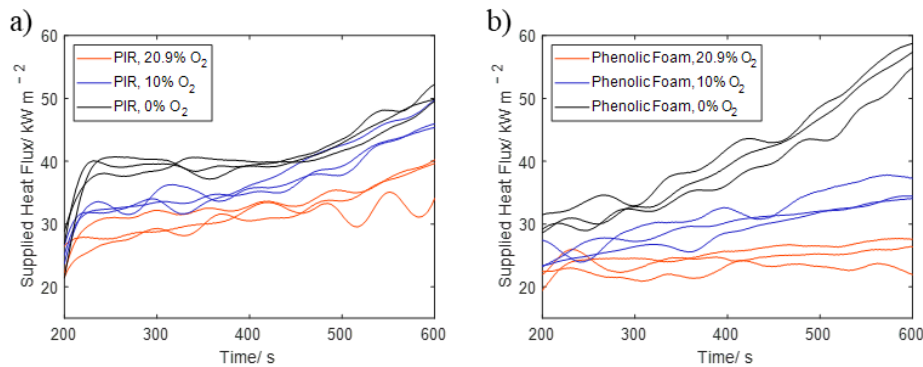 a)
60
50
40
30
20
Supplied Heat Flux/ kW m⁻²
PIR, 20.9% O₂
PIR, 10% O₂
PIR, 0% O₂
200 300 400 500 600
Time/ s
b)
60
50
40
30
20
Supplied Heat Flux/ kW m⁻²
Phenolic Foam, 20.9% O₂
Phenolic Foam, 10% O₂
Phenolic Foam, 0% O₂
200 300 400 500 600
Time/ s